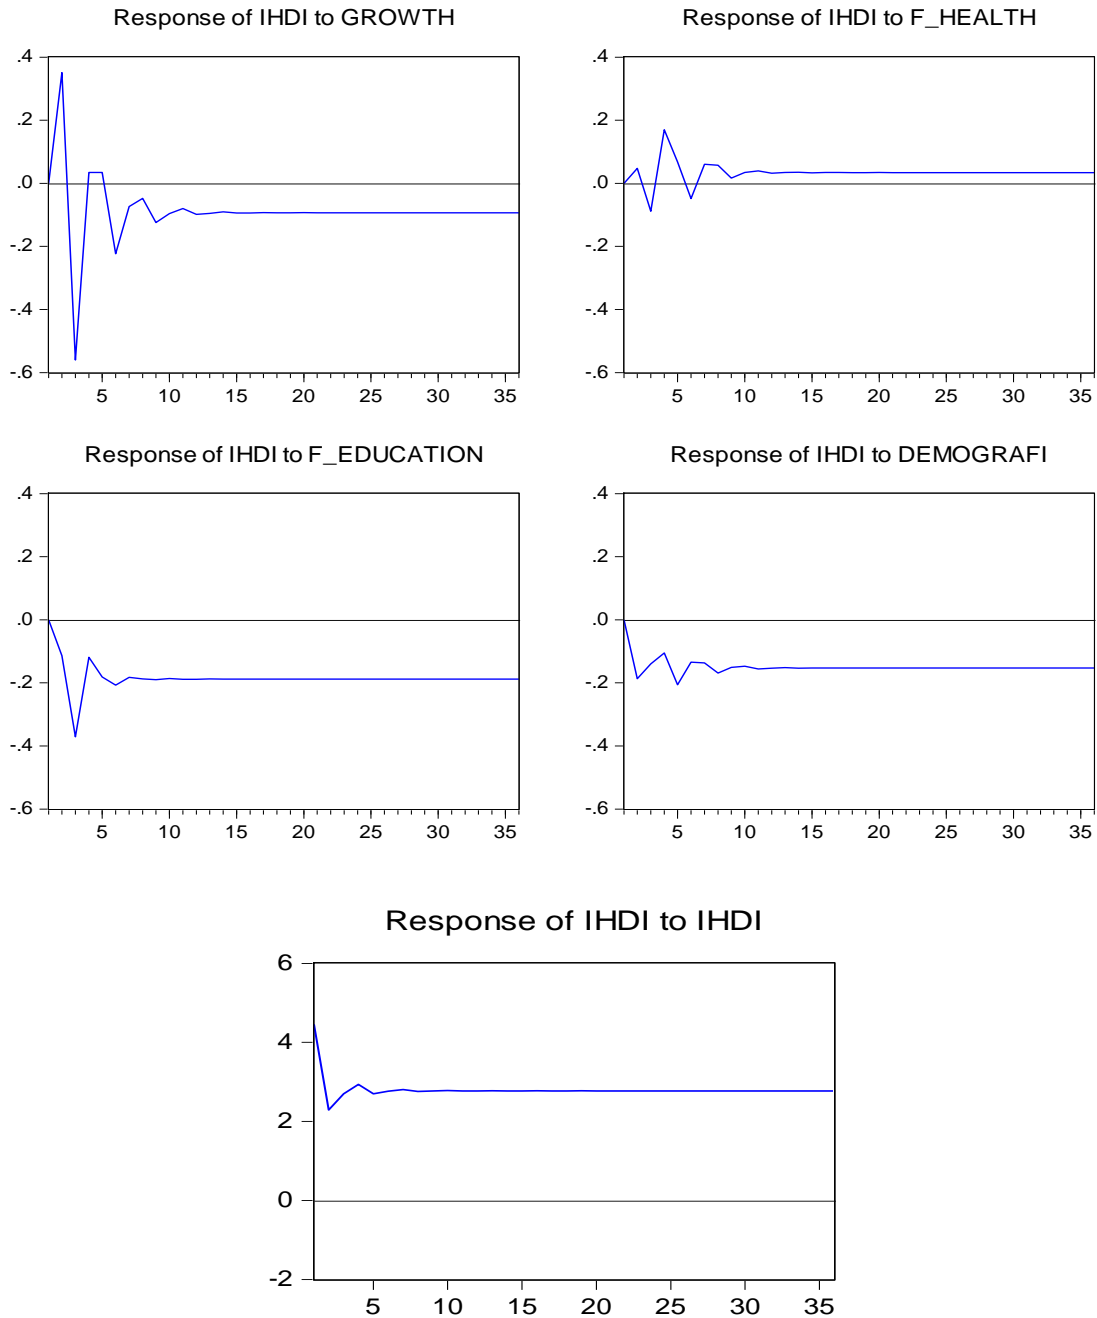 Response of IHDI to GROWTH
.4
.2
.0
-.2
-.4
-.6
5 10 15 20 25 30 35
Response of IHDI to F_HEALTH
.4
.2
.0
-.2
-.4
-.6
5 10 15 20 25 30 35
Response of IHDI to F_EDUCATION
.4
.2
.0
-.2
-.4
-.6
5 10 15 20 25 30 35
Response of IHDI to DEMOGRAFI
.4
.2
.0
-.2
-.4
-.6
5 10 15 20 25 30 35
Response of IHDI to IHDI
6
4
2
0
-2
5 10 15 20 25 30 35